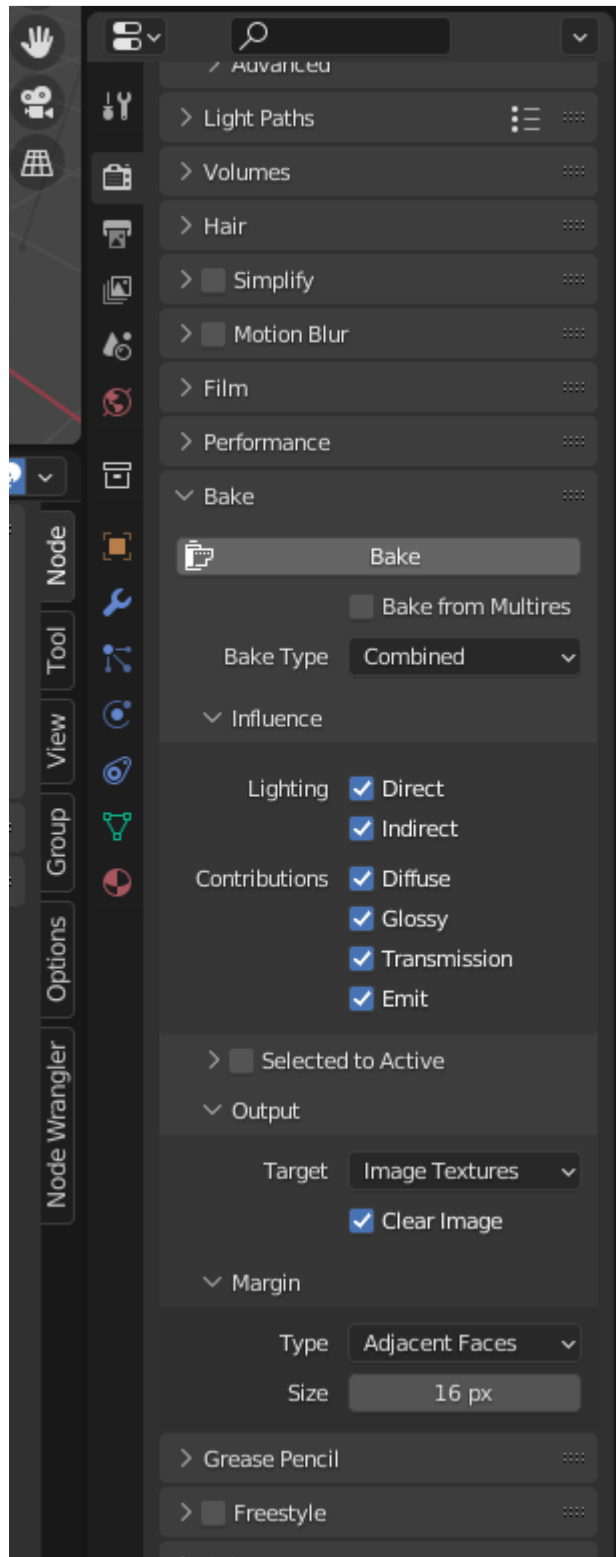 Advanced
Light Paths
Volumes
Hair
Simplify
Motion Blur
Film
Performance
Bake
Bake
Bake from Multires
Bake Type Combined
Influence
Lighting Direct
Indirect
Contributions Diffuse
Glossy
Transmission
Emit
Selected to Active
Output
Target Image Textures
Clear Image
Margin
Type Adjacent Faces
Size 16 px
Grease Pencil
Freestyle
Node
Tool
View
Group
Options
Node Wrangler